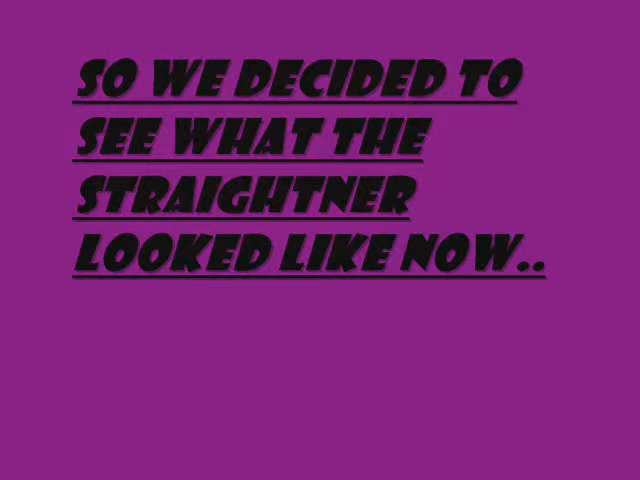 SO WE DECIDED TO
SEE WHAT THE
STRAIGHTNER
LOOKED LIKE NOW..